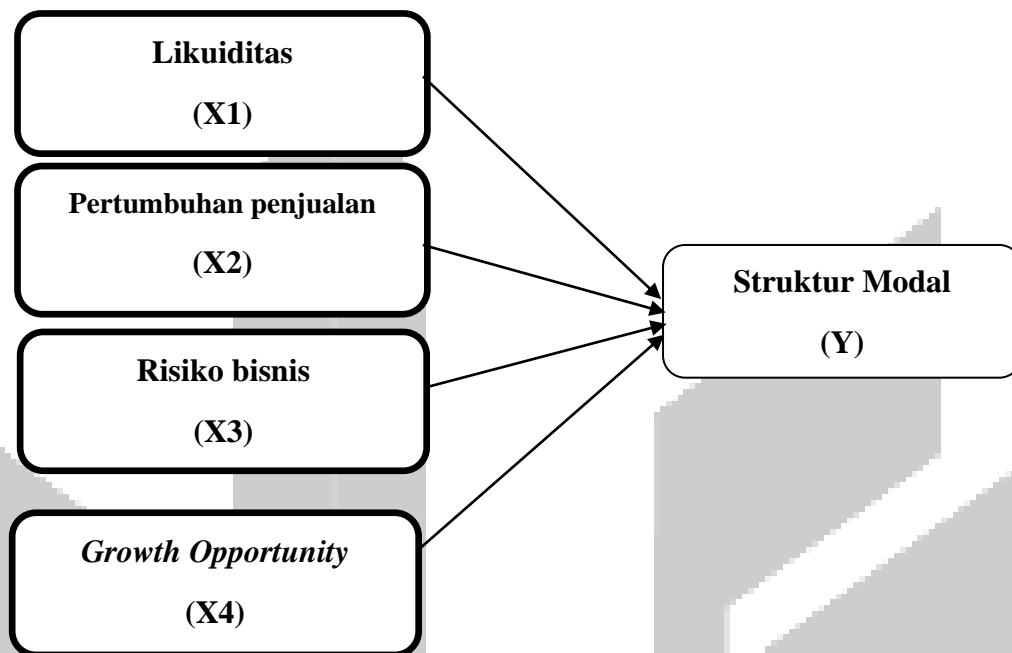 Likuiditas
(X1)
Pertumbuhan penjualan
(X2)
Risiko bisnis
(X3)
Growth Opportunity
(X4)
Struktur Modal
(Y)